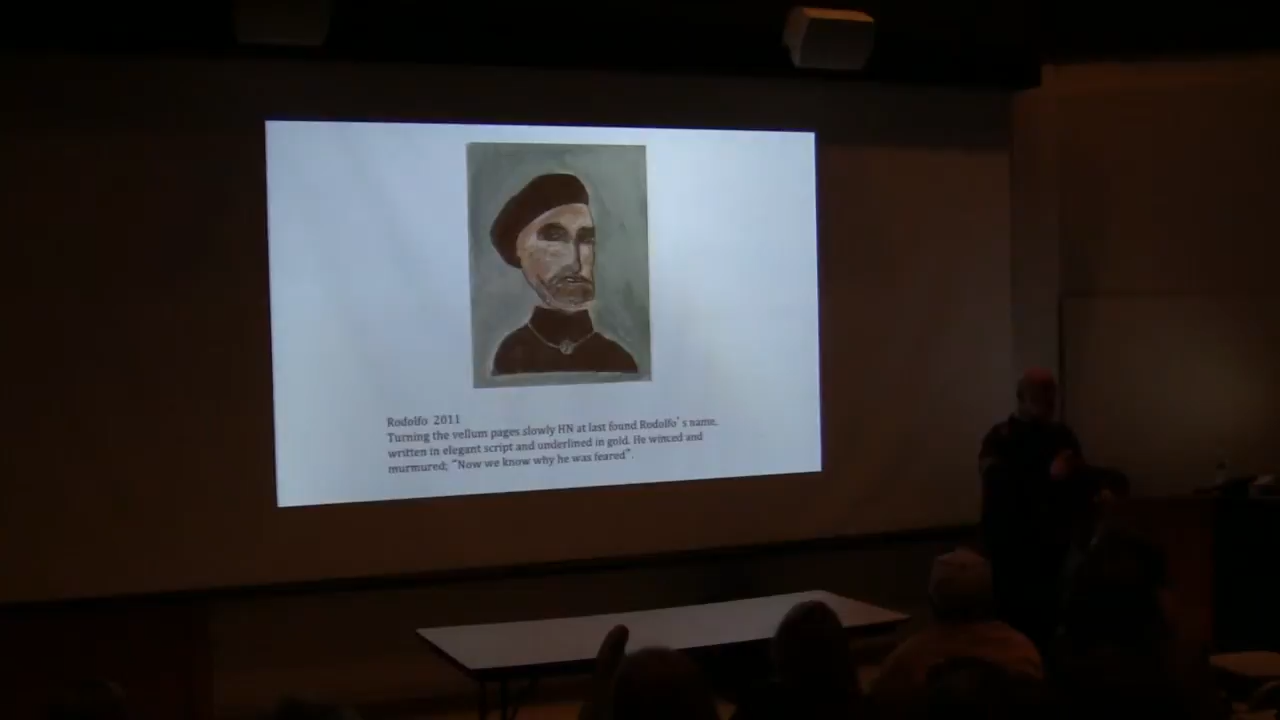 Rodolfo 2011
Turning the vellum pages slowly HN at last found Rodolfo's name,
written in elegant script and underlined in gold. He winced and
murmured; "Now we know why he was feared".